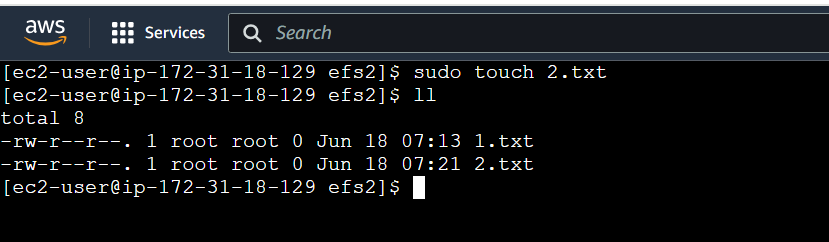 aws Services Search
[ec2-user@ip-172-31-18-129 efs2]$ sudo touch 2.txt
[ec2-user@ip-172-31-18-129 efs2]$ ll
total 8
-rw-r--r--. 1 root root 0 Jun 18 07:13 1.txt
-rw-r--r--. 1 root root 0 Jun 18 07:21 2.txt
[ec2-user@ip-172-31-18-129 efs2]$